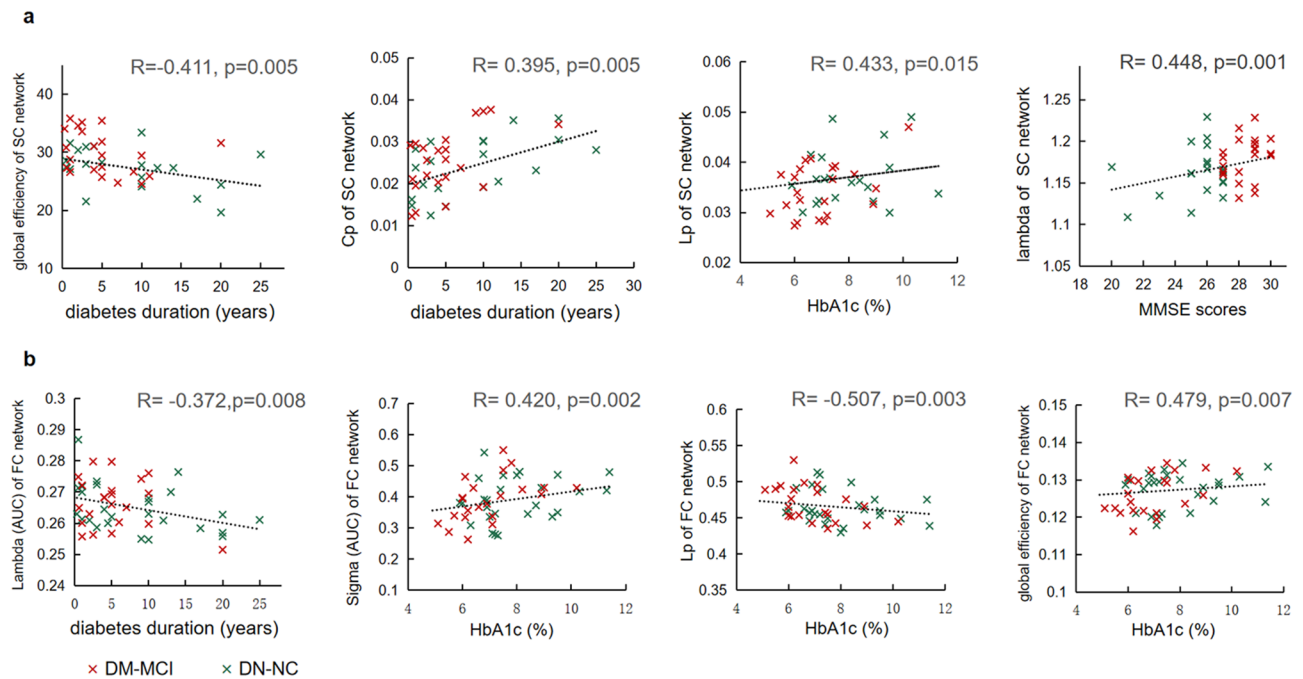 a
R=-0.411, p=0.005
global efficiency of SC network
40
30
20
10
0 5 10 15 20 25
diabetes duration (years)
R= 0.395, p=0.005
Cp of SC network
0.05
0.04
0.03
0.02
0.01
0
0 5 10 15 20 25 30
diabetes duration (years)
R= 0.433, p=0.015
Lp of SC network
0.06
0.05
0.04
0.03
0.02
4 6 8 10 12
HbA1c (%)
R= 0.448, p=0.001
lambda of SC network
1.25
1.20
1.15
1.10
1.05
18 20 22 24 26 28 30
MMSE scores
b
R= -0.372,p=0.008
Lambda (AUC) of FC network
0.3
0.29
0.28
0.27
0.26
0.25
0.24
0 5 10 15 20 25
diabetes duration (years)
R= 0.420, p=0.002
Sigma (AUC) of FC network
0.7
0.6
0.5
0.4
0.3
0.2
0.1
4 6 8 10 12
HbA1c (%)
R= -0.507, p=0.003
Lp of FC network
0.6
0.55
0.5
0.45
0.4
0.35
4 6 8 10 12
HbA1c (%)
R= 0.479, p=0.007
global efficiency of FC network
0.15
0.14
0.13
0.12
0.11
0.1
4 6 8 10 12
HbA1c (%)
DM-MCI DN-NC